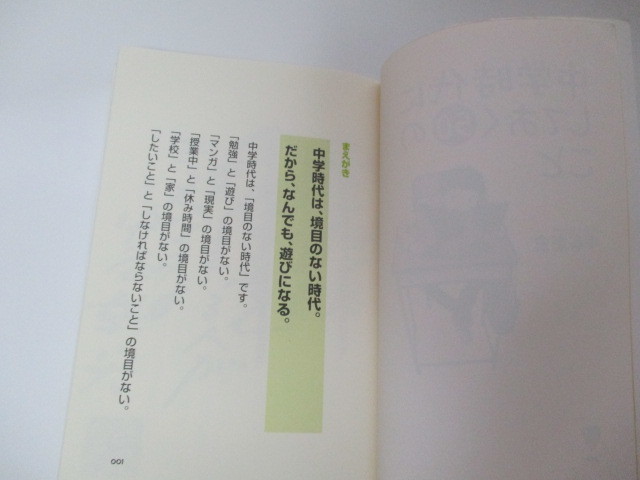 まえがき
中学時代は、境目のない時代。
だから、なんでも、遊びになる。
中学時代は、「境目のない時代」です。
「勉強」と「遊び」の境目がない。
「マンガ」と「現実」の境目がない。
「授業中」と「休み時間」の境目がない。
「学校」と「家」の境目がない。
「したいこと」と「しなければならないこと」の境目がない。
001